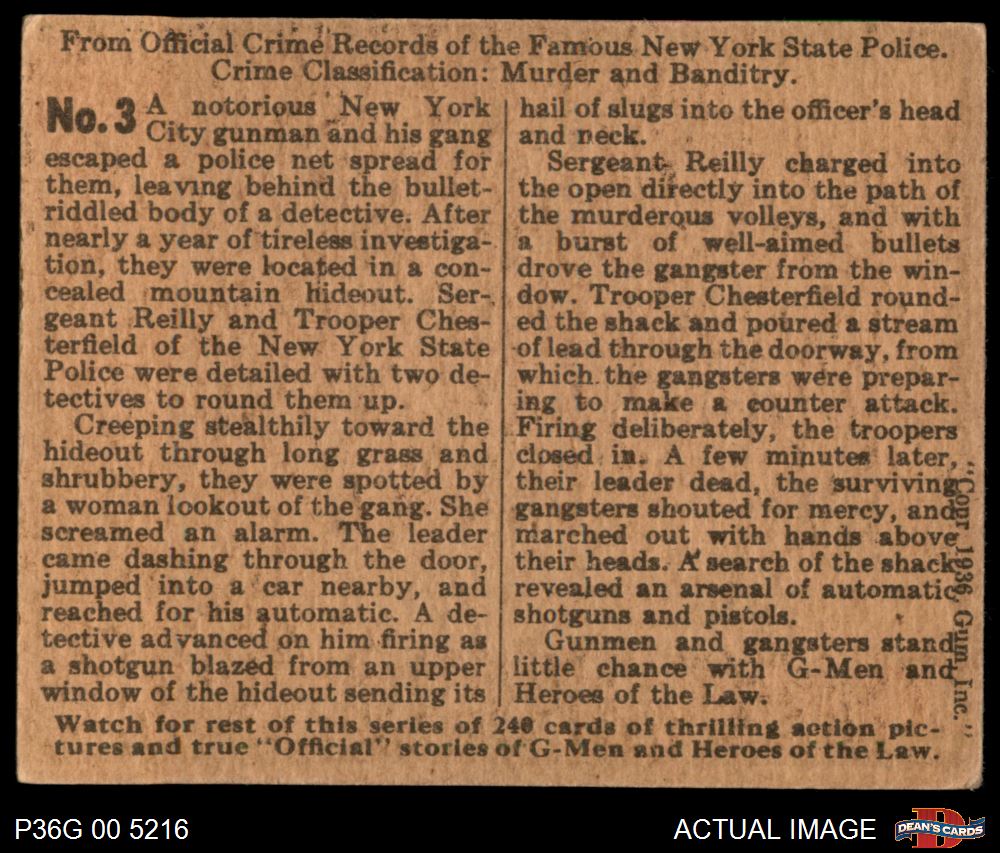 From Official Crime Records of the Famous New York State Police.
Crime Classification: Murder and Banditry.
No. 3 A notorious New York
City gunman and his gang
escaped a police net spread for
them, leaving behind the bullet-
riddled body of a detective. After
nearly a year of tireless investiga-
tion, they were located in a con-
cealed mountain hideout. Ser-
geant Reilly and Trooper Ches-
terfield of the New York State
Police were detailed with two de-
tectives to round them up.
Creeping stealthily toward the
hideout through long grass and
shrubbery, they were spotted by
a woman lookout of the gang. She
screamed an alarm. The leader
came dashing through the door,
jumped into a car nearby, and
reached for his automatic. A de-
tective advanced on him firing as
a shotgun blazed from an upper
window of the hideout sending its
hail of slugs into the officer's head
and neck.
Sergeant Reilly charged into
the open directly into the path of
the murderous volleys, and with
a burst of well-aimed bullets
drove the gangster from the win-
dow. Trooper Chesterfield round-
ed the shack and poured a stream
of lead through the doorway, from
which the gangsters were prepar-
ing to make a counter attack.
Firing deliberately, the troopers
closed in. A few minutes later,
their leader dead, the surviving
gangsters shouted for mercy, and
marched out with hands above
their heads. A search of the shack
revealed an arsenal of automatic
shotguns and pistols.
Gunmen and gangsters stand
little chance with G-Men and
Heroes of the Law.
"Copr. 1936, Gum, Inc."
Watch for rest of this series of 240 cards of thrilling action pic-
tures and true "Official" stories of G-Men and Heroes of the Law.
P36G 00 5216
ACTUAL IMAGE
D
DEAN'S CARDS